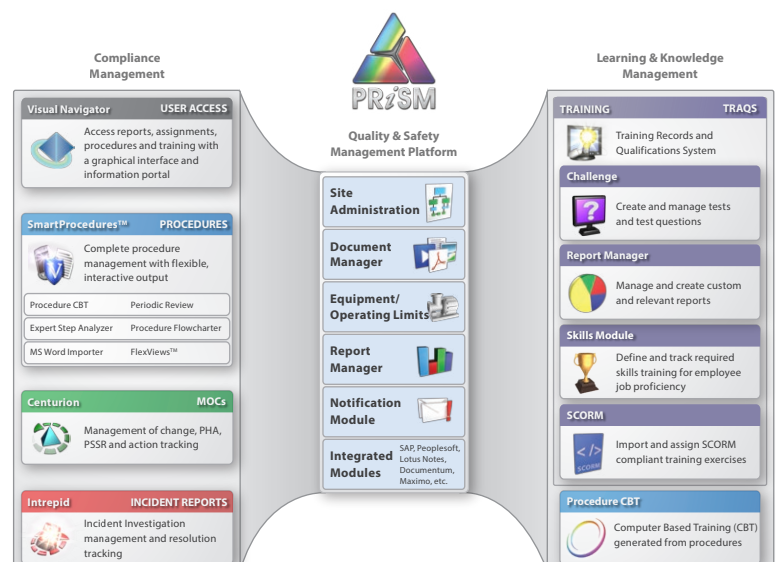 Compliance
Management
Visual Navigator USER ACCESS
Access reports, assignments,
procedures and training with
a graphical interface and
information portal
SmartProcedures™ PROCEDURES
Complete procedure
management with flexible,
interactive output
Procedure CBT Periodic Review
Expert Step Analyzer Procedure Flowcharter
MS Word Importer FlexViews™
Centurion MOCs
Management of change, PHA,
PSSR and action tracking
Intrepid INCIDENT REPORTS
Incident Investigation
management and resolution
tracking
PRiSM
Quality & Safety
Management Platform
Site
Administration
Document
Manager
Equipment/
Operating Limits
Report
Manager
Notification
Module
Integrated
Modules
SAP, Peoplesoft,
Lotus Notes,
Documentum,
Maximo, etc.
Learning & Knowledge
Management
TRAINING TRAQS
Training Records and
Qualifications System
Challenge
?
Create and manage tests
and test questions
Report Manager
Manage and create custom
and relevant reports
Skills Module
Define and track required
skills training for employee
job proficiency
SCORM
</>
SCORM
Import and assign SCORM
compliant training exercises
Procedure CBT
Computer Based Training (CBT)
generated from procedures